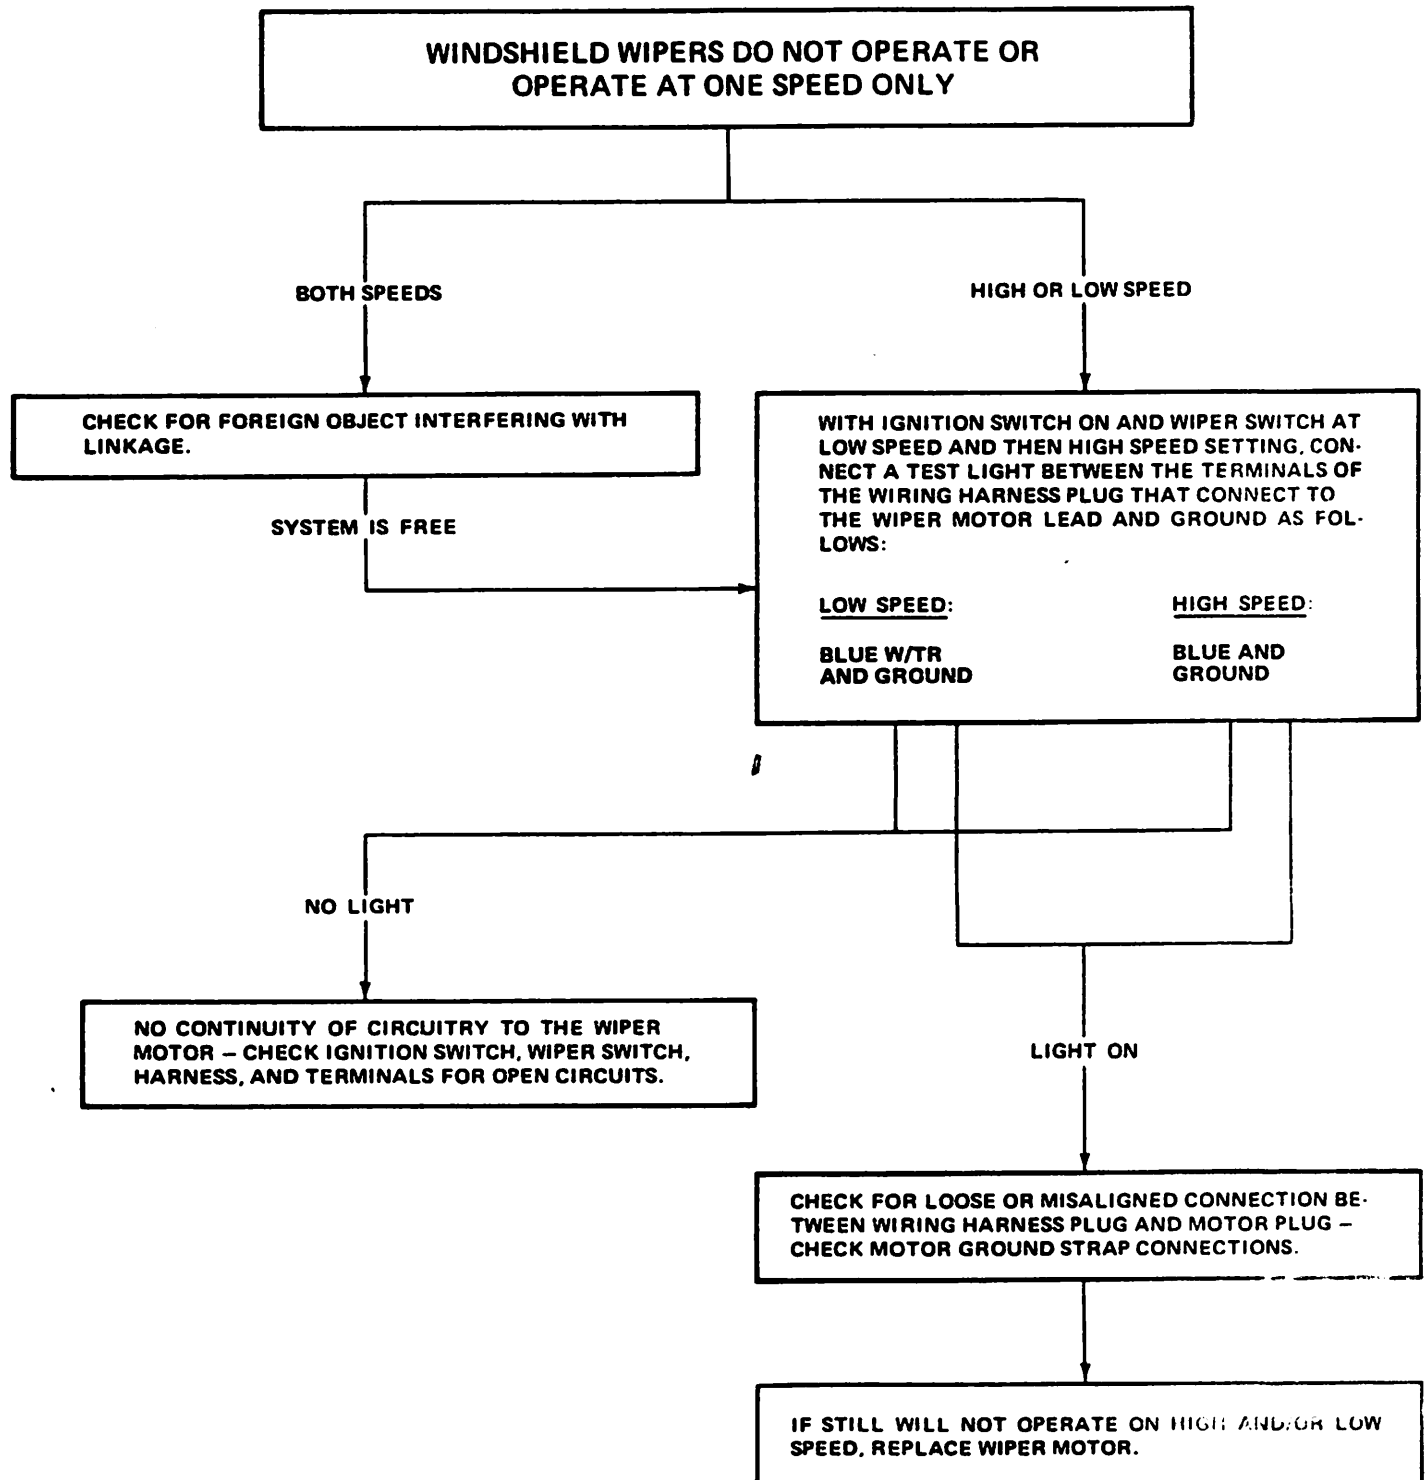 WINDSHIELD WIPERS DO NOT OPERATE OR
OPERATE AT ONE SPEED ONLY
BOTH SPEEDS
HIGH OR LOW SPEED
CHECK FOR FOREIGN OBJECT INTERFERING WITH
LINKAGE.
SYSTEM IS FREE
WITH IGNITION SWITCH ON AND WIPER SWITCH AT
LOW SPEED AND THEN HIGH SPEED SETTING, CON-
NECT A TEST LIGHT BETWEEN THE TERMINALS OF
THE WIRING HARNESS PLUG THAT CONNECT TO
THE WIPER MOTOR LEAD AND GROUND AS FOL-
LOWS:
LOW SPEED:
BLUE W/TR
AND GROUND
HIGH SPEED:
BLUE AND
GROUND
NO LIGHT
NO CONTINUITY OF CIRCUITRY TO THE WIPER
MOTOR – CHECK IGNITION SWITCH, WIPER SWITCH,
HARNESS, AND TERMINALS FOR OPEN CIRCUITS.
LIGHT ON
CHECK FOR LOOSE OR MISALIGNED CONNECTION BE-
TWEEN WIRING HARNESS PLUG AND MOTOR PLUG –
CHECK MOTOR GROUND STRAP CONNECTIONS.
IF STILL WILL NOT OPERATE ON HIGH AND/OR LOW
SPEED, REPLACE WIPER MOTOR.